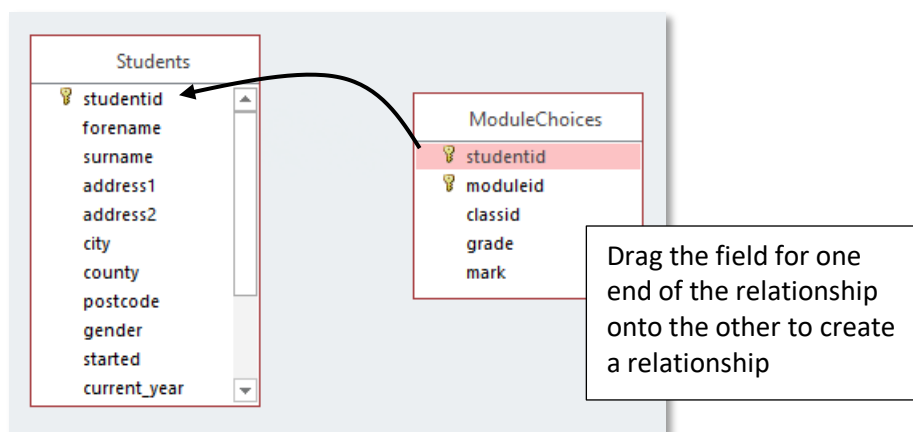 Students
studentid
forename
surname
address1
address2
city
county
postcode
gender
started
current_year
ModuleChoices
studentid
moduleid
classid
grade
mark
Drag the field for one
end of the relationship
onto the other to create
a relationship